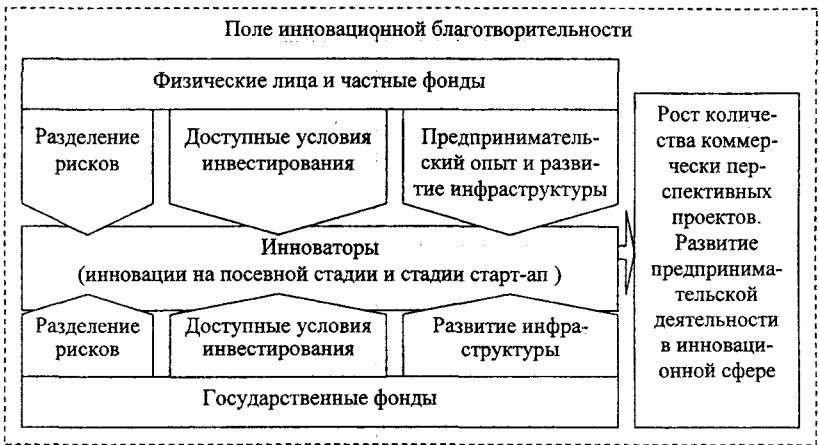 Поле инновационной благотворительности
Физические лица и частные фонды
Разделение
рисков
Доступные условия
инвестирования
Предприниматель-
ский опыт и разви-
тие инфраструктуры
Инноваторы
(инновации на посевной стадии и стадии старт-ап )
Разделение
рисков
Доступные условия
инвестирования
Развитие инфра-
структуры
Государственные фонды
Рост количе-
ства коммер-
чески пер-
спективных
проектов.
Развитие
предпринима-
тельской
деятельности
в инноваци-
онной сфере